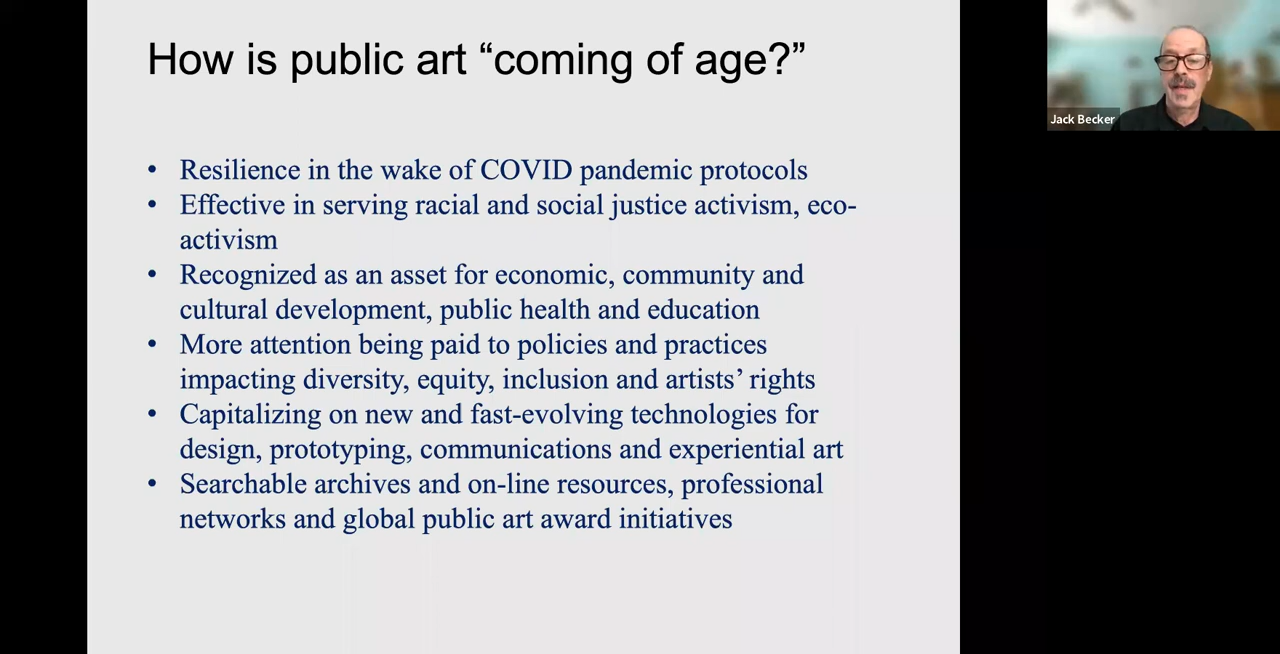 How is public art “coming of age?”
• Resilience in the wake of COVID pandemic protocols
• Effective in serving racial and social justice activism, eco-
activism
• Recognized as an asset for economic, community and
cultural development, public health and education
• More attention being paid to policies and practices
impacting diversity, equity, inclusion and artists’ rights
• Capitalizing on new and fast-evolving technologies for
design, prototyping, communications and experiential art
• Searchable archives and on-line resources, professional
networks and global public art award initiatives
Jack Becker